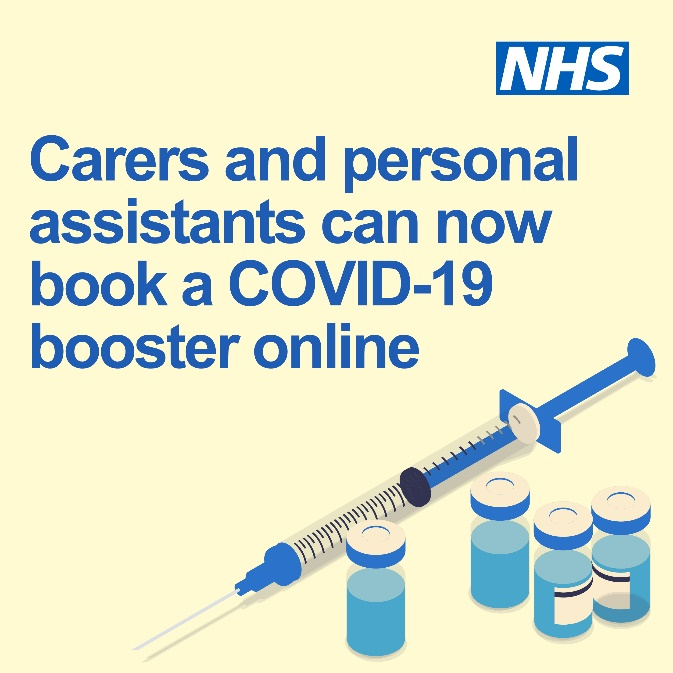 NHS
Carers and personal
assistants can now
book a COVID-19
booster online